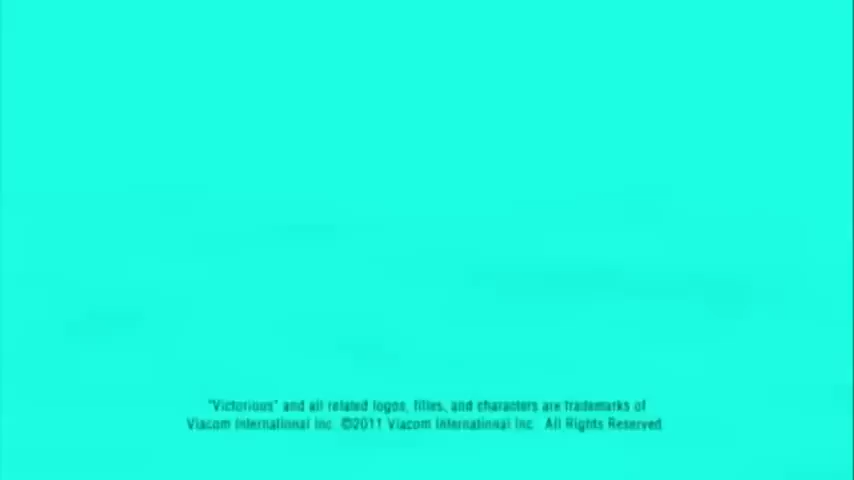 "Victorious" and all related logos, titles, and characters are trademarks of
Viacom International Inc. ©2011 Viacom International Inc. All Rights Reserved